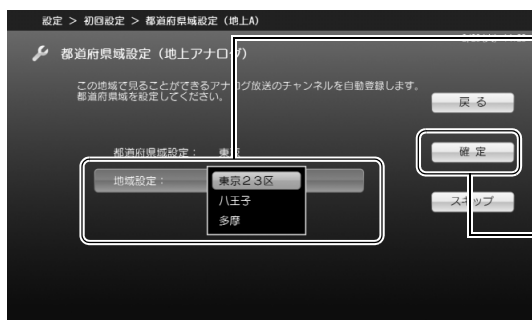 設定 ＞ 初回設定 ＞ 都道府県域設定（地上A）
都道府県域設定（地上アナログ）
この地域で見ることができるアナログ放送のチャンネルを自動登録します。
都道府県域を設定してください。
戻る
都道府県域設定： 東京
確定
地域設定： 東京２３区
八王子
スキップ
多摩